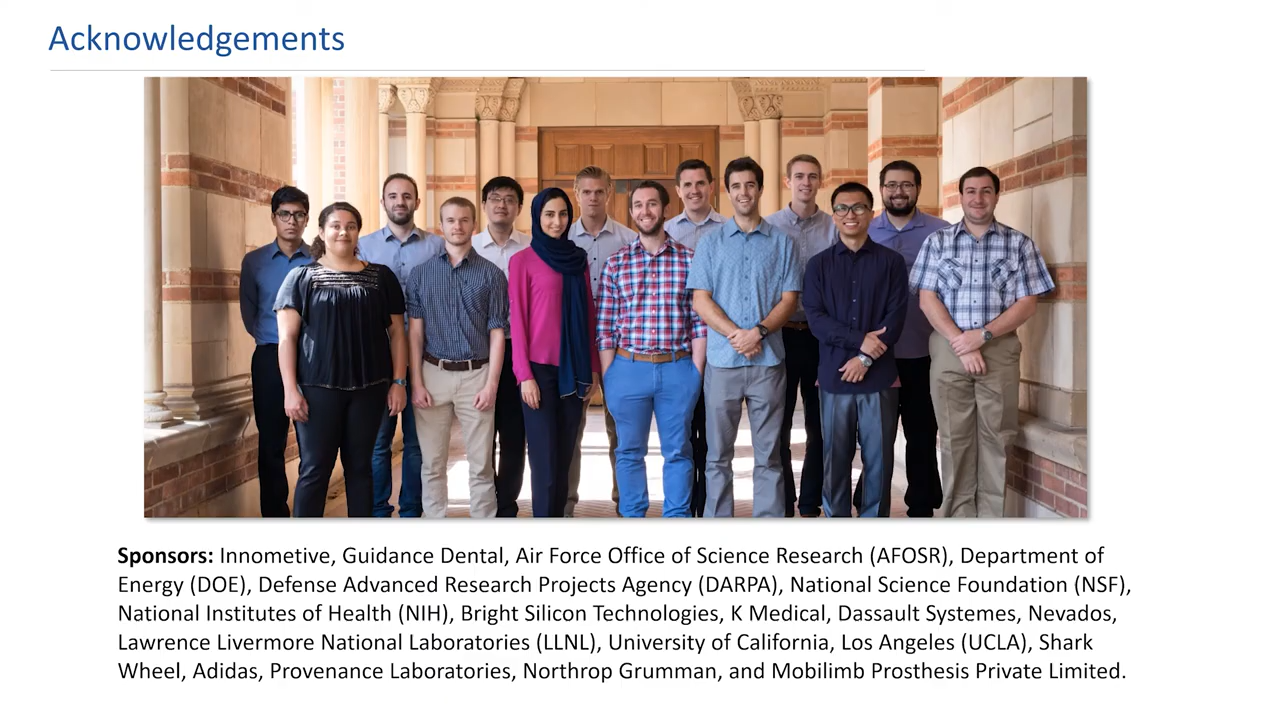 Acknowledgements
Sponsors: Innometive, Guidance Dental, Air Force Office of Science Research (AFOSR), Department of
Energy (DOE), Defense Advanced Research Projects Agency (DARPA), National Science Foundation (NSF),
National Institutes of Health (NIH), Bright Silicon Technologies, K Medical, Dassault Systemes, Nevados,
Lawrence Livermore National Laboratories (LLNL), University of California, Los Angeles (UCLA), Shark
Wheel, Adidas, Provenance Laboratories, Northrop Grumman, and Mobilimb Prosthesis Private Limited.